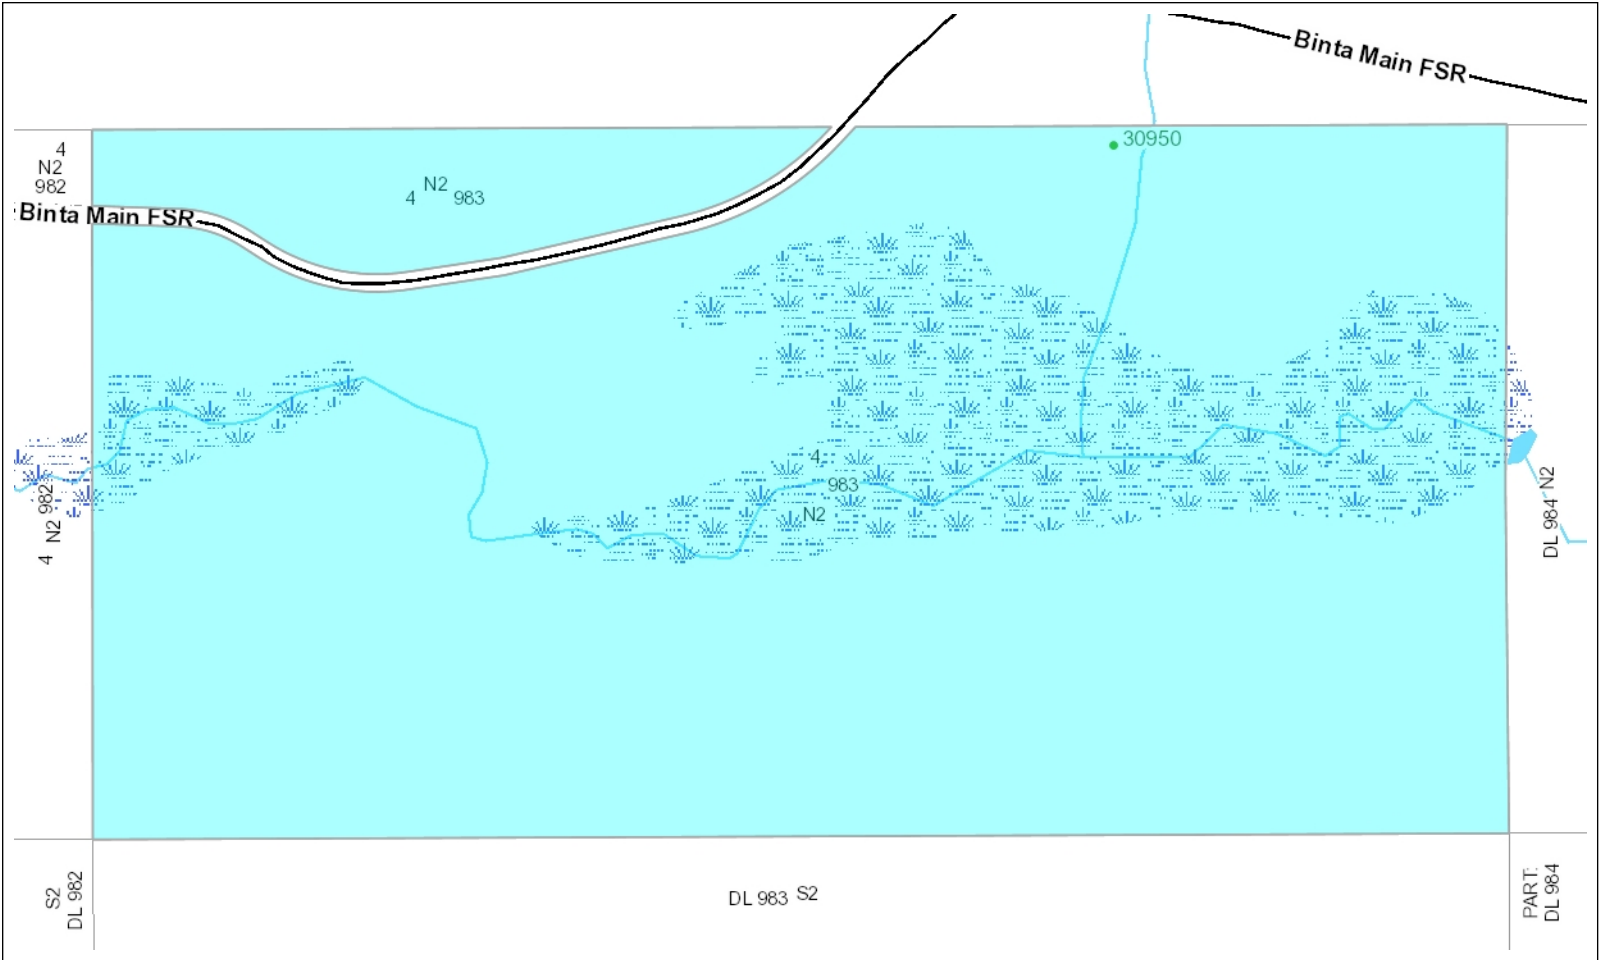 Binta Main FSR
30950
4
N2
982
4 N2 983
Binta Main FSR
4
983
N2
4 N2 982
DL 984 N2
S2
DL 982
DL 983 S2
PART:
DL 984